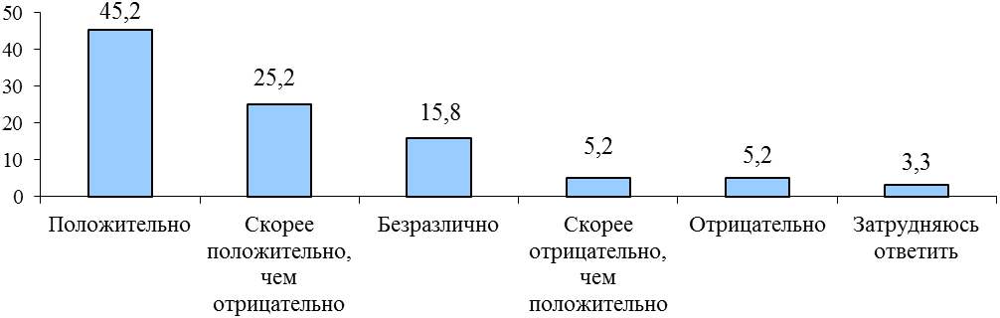 50
40
30
20
10
0
45,2
25,2
15,8
5,2
5,2
3,3
Положительно
Скорее
положительно,
чем
отрицательно
Безразлично
Скорее
отрицательно,
чем
положительно
Отрицательно
Затрудняюсь
ответить